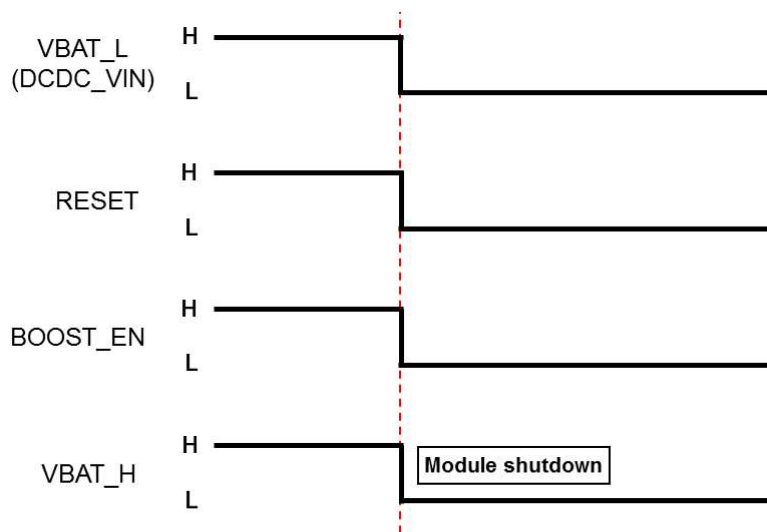 VBAT_L
(DCDC_VIN)
H
L
RESET
H
L
BOOST_EN
H
L
VBAT_H
H
L
Module shutdown